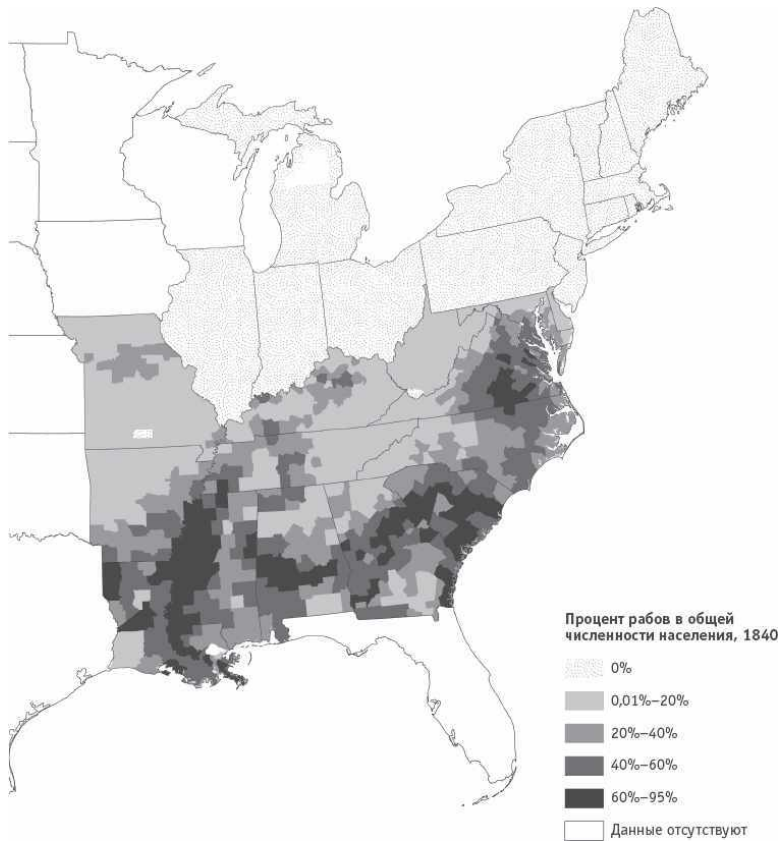 Процент рабов в общей
численности населения, 1840
0%
0,01%–20%
20%–40%
40%–60%
60%–95%
Данные отсутствуют